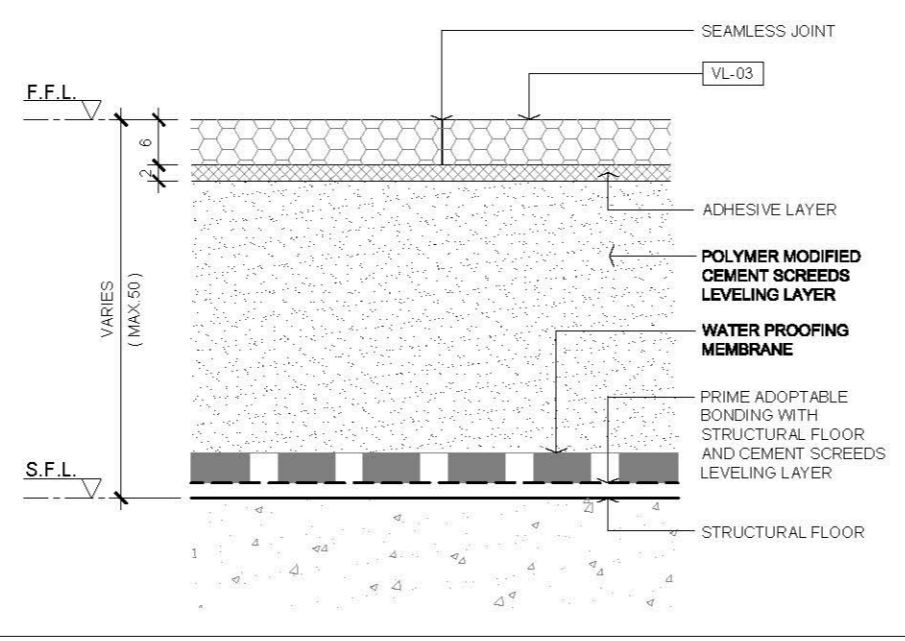 SEAMLESS JOINT
VL-03
F.F.L.
6
2
ADHESIVE LAYER
POLYMER MODIFIED
CEMENT SCREEDS
LEVELING LAYER
VARIES
( MAX.50 )
WATER PROOFING
MEMBRANE
PRIME ADOPTABLE
BONDING WITH
STRUCTURAL FLOOR
AND CEMENT SCREEDS
LEVELING LAYER
S.F.L.
STRUCTURAL FLOOR